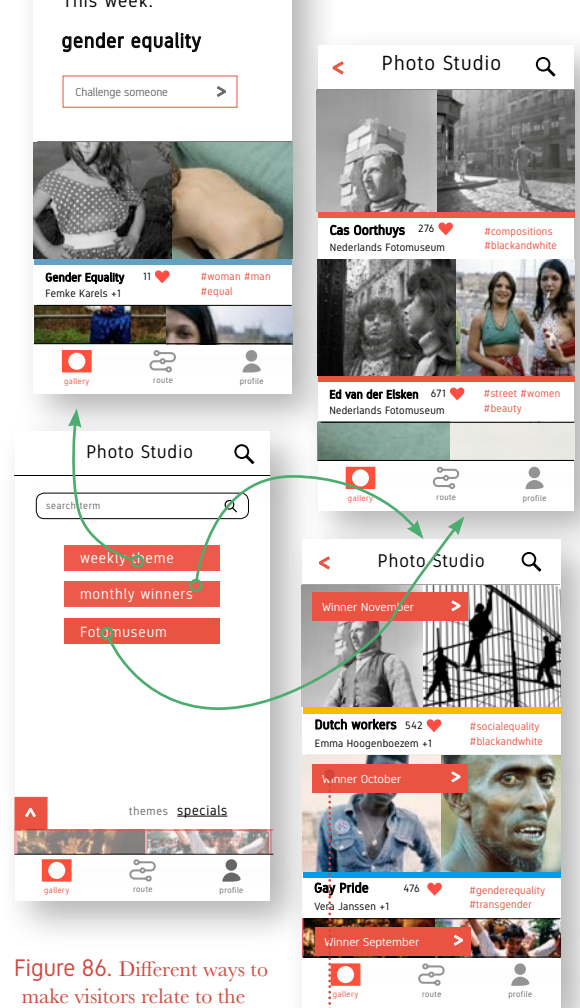 This week:
gender equality
Challenge someone >
Gender Equality 11
#woman #man
Femke Karels +1
#equal
gallery route profile
< Photo Studio
Cas Oorthuys 276
#compositions
Nederlands Fotomuseum
#blackandwhite
Ed van der Elsken 671
#street #women
Nederlands Fotomuseum
#beauty
gallery route profile
Photo Studio
search term
weekly theme
monthly winners
Fotomuseum
themes specials
gallery route profile
< Photo Studio
Winner November >
Dutch workers 542
#socialequality
Emma Hoogenboezem +1
#blackandwhite
Winner October >
Gay Pride 476
#genderequality
Vera Janssen +1
#transgender
Winner September >
gallery route profile
Figure 86. Different ways to
make visitors relate to the